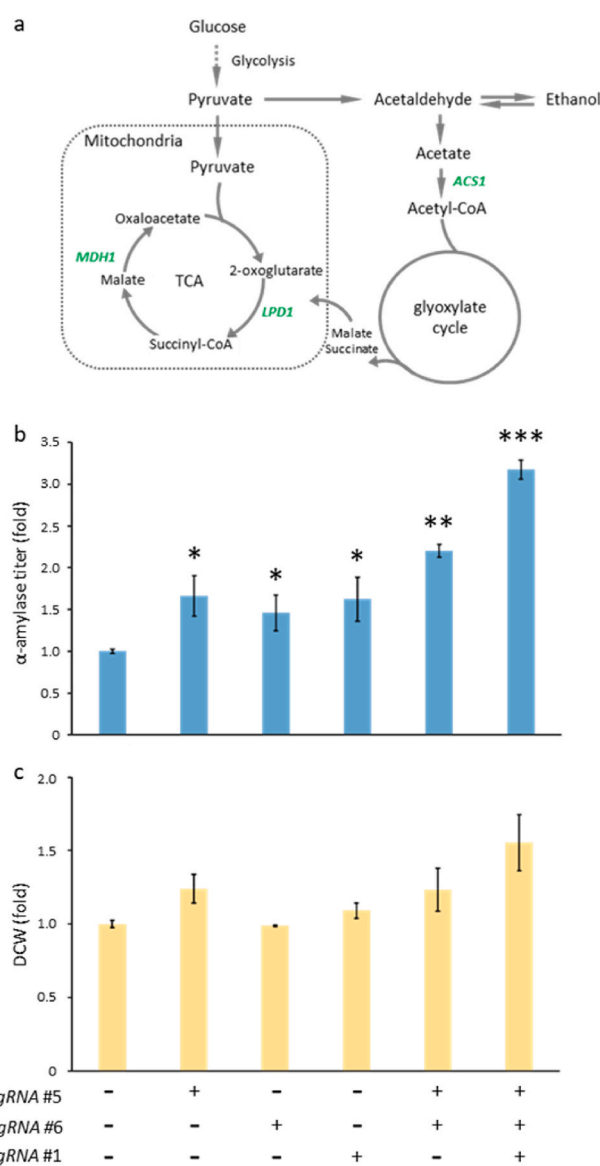 a
Glucose
Glycolysis
Pyruvate
Acetaldehyde
Ethanol
Mitochondria
Acetate
Pyruvate
ACS1
Acetyl-CoA
Oxaloacetate
MDH1
2-oxoglutarate
Malate
TCA
glyoxylate
cycle
LPD1
Malate
Succinate
Succinyl-CoA
b
α-amylase titer (fold)
3.5
3.0
2.5
2.0
1.5
1.0
0.5
0
*
*
*
**
***
c
DCW (fold)
2.0
1.5
1.0
0.5
0
gRNA #5 – + – – + +
gRNA #6 – – + – + +
gRNA #1 – – – + – +